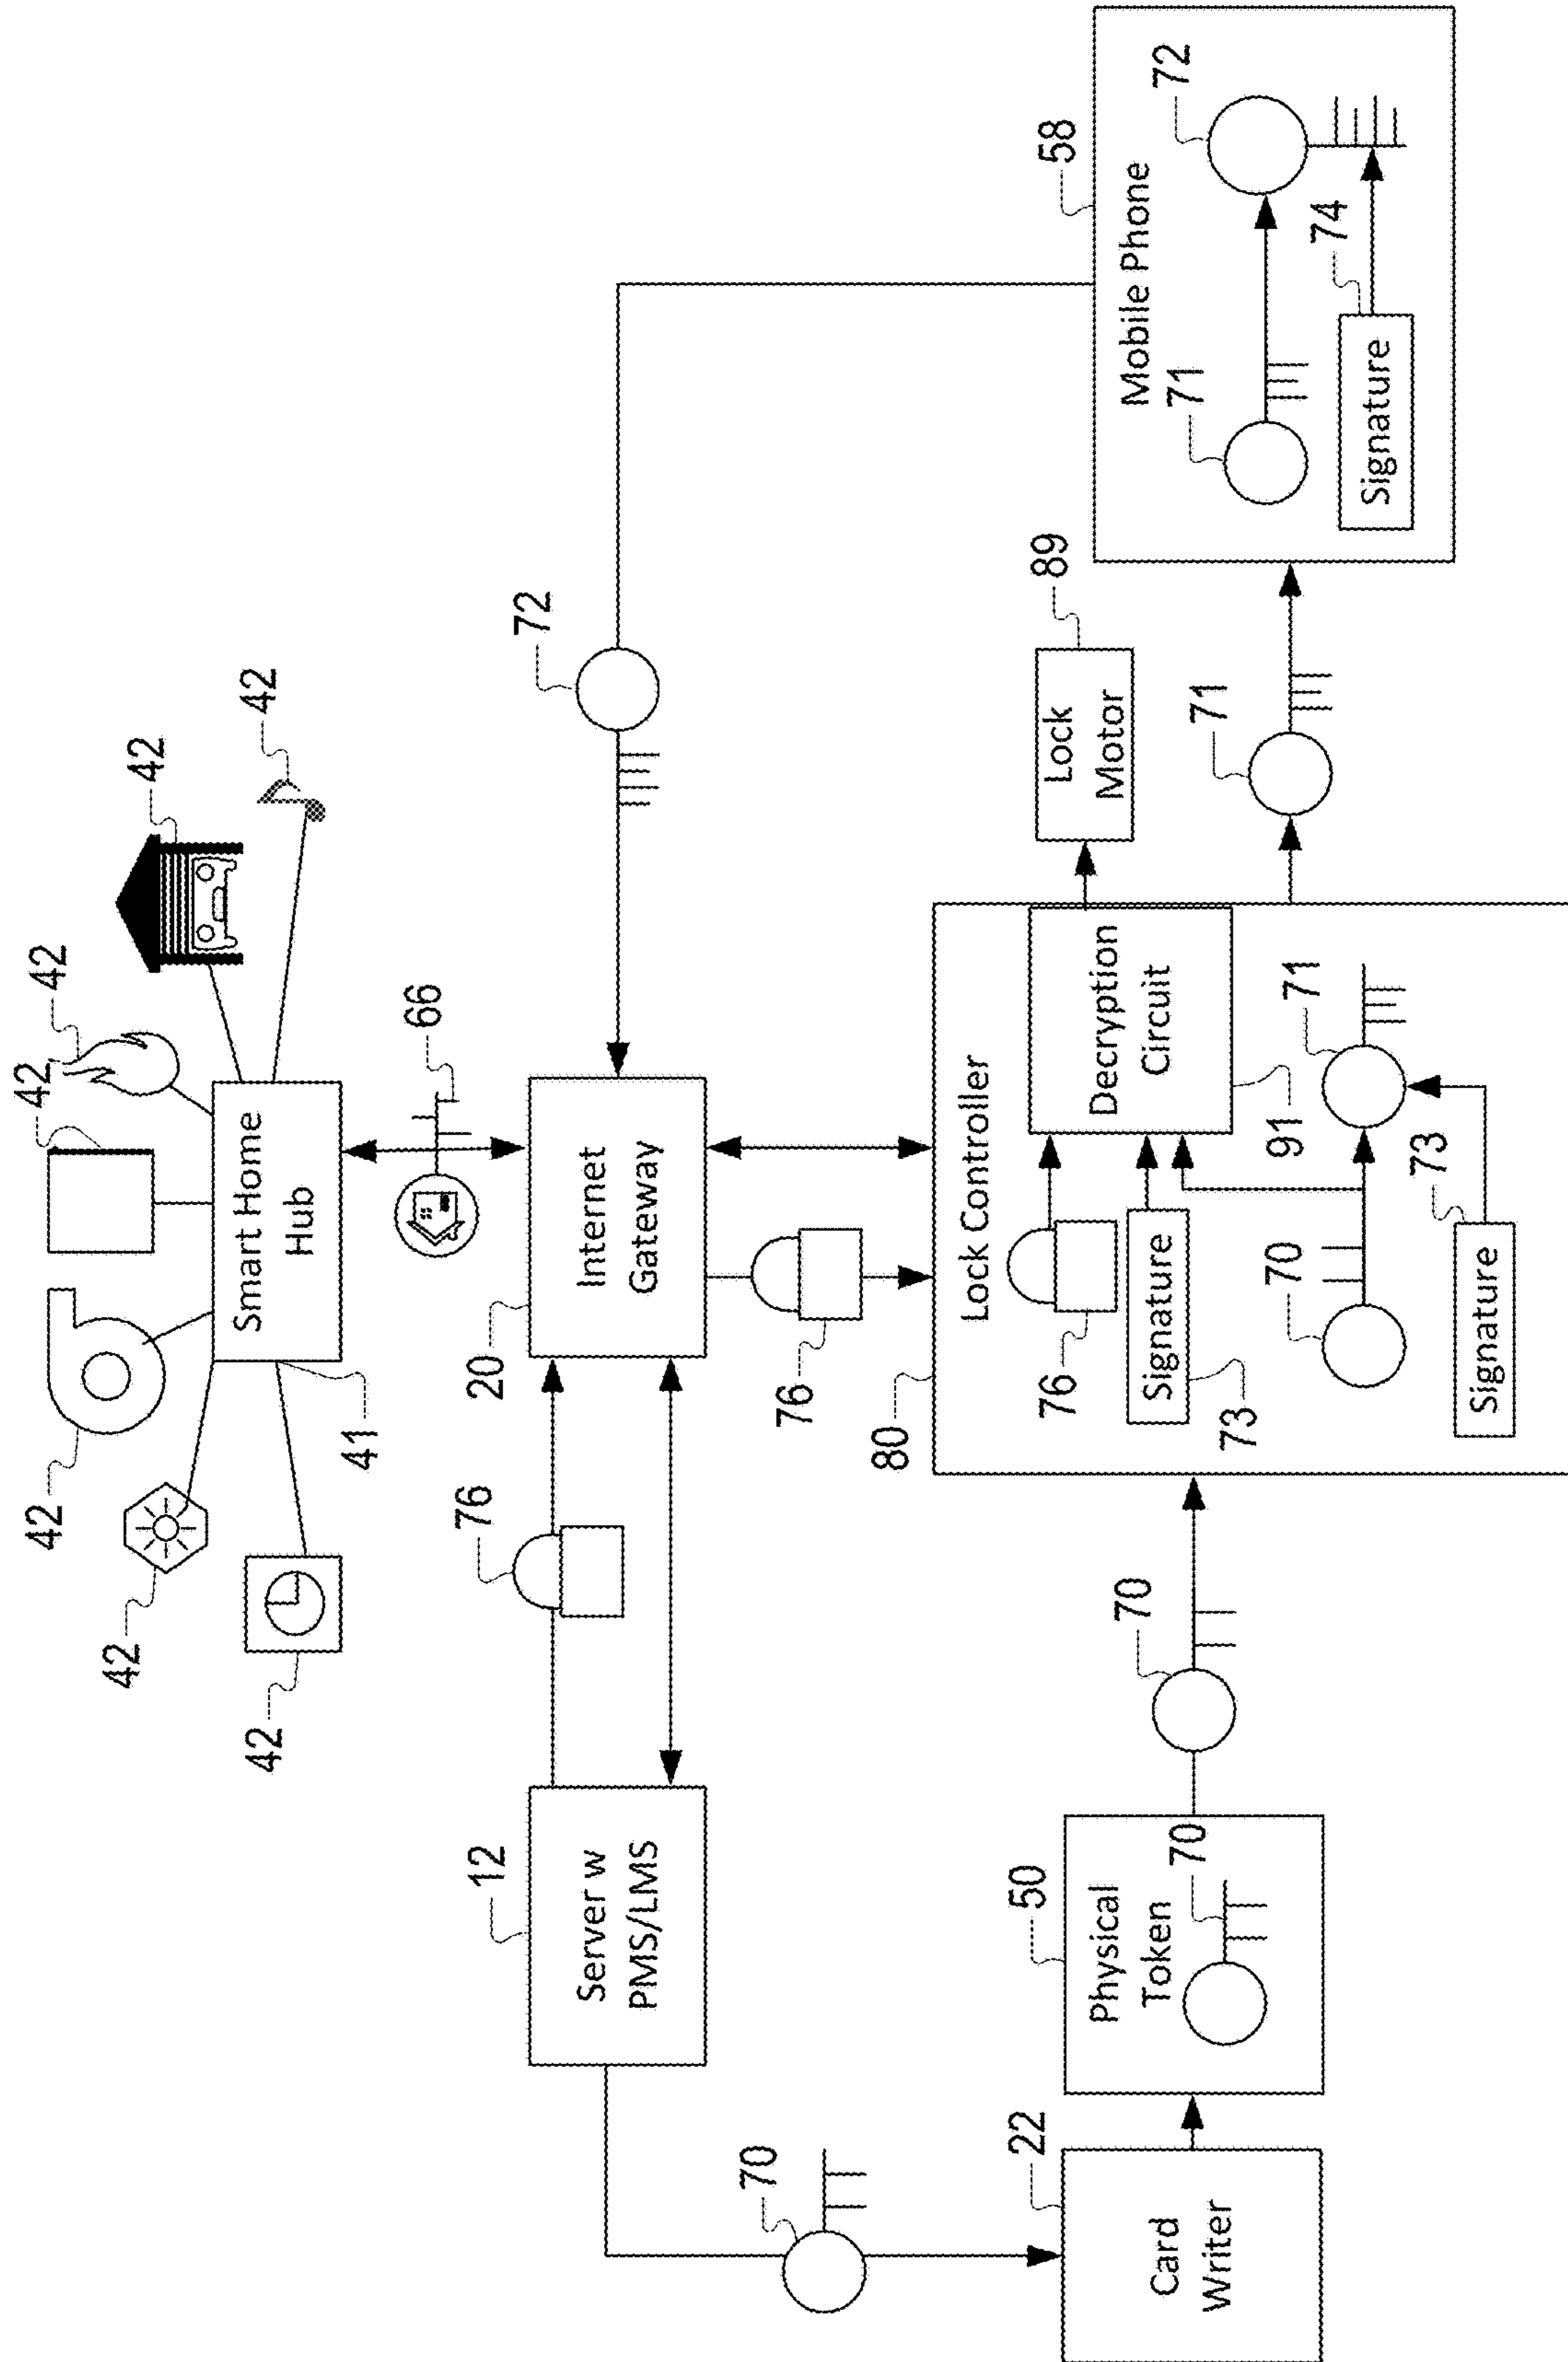 42
42
42
42
42
42
42
Smart Home
Hub
41
66
12
Server w
PMS/LMS
76
20
Internet
Gateway
72
76
70
22
Card
Writer
50
Physical
Token
70
70
80
Lock Controller
76
Signature
73
Decryption
Circuit
91
70
71
73
Signature
89
Lock
Motor
71
58
Mobile Phone
71
72
74
Signature